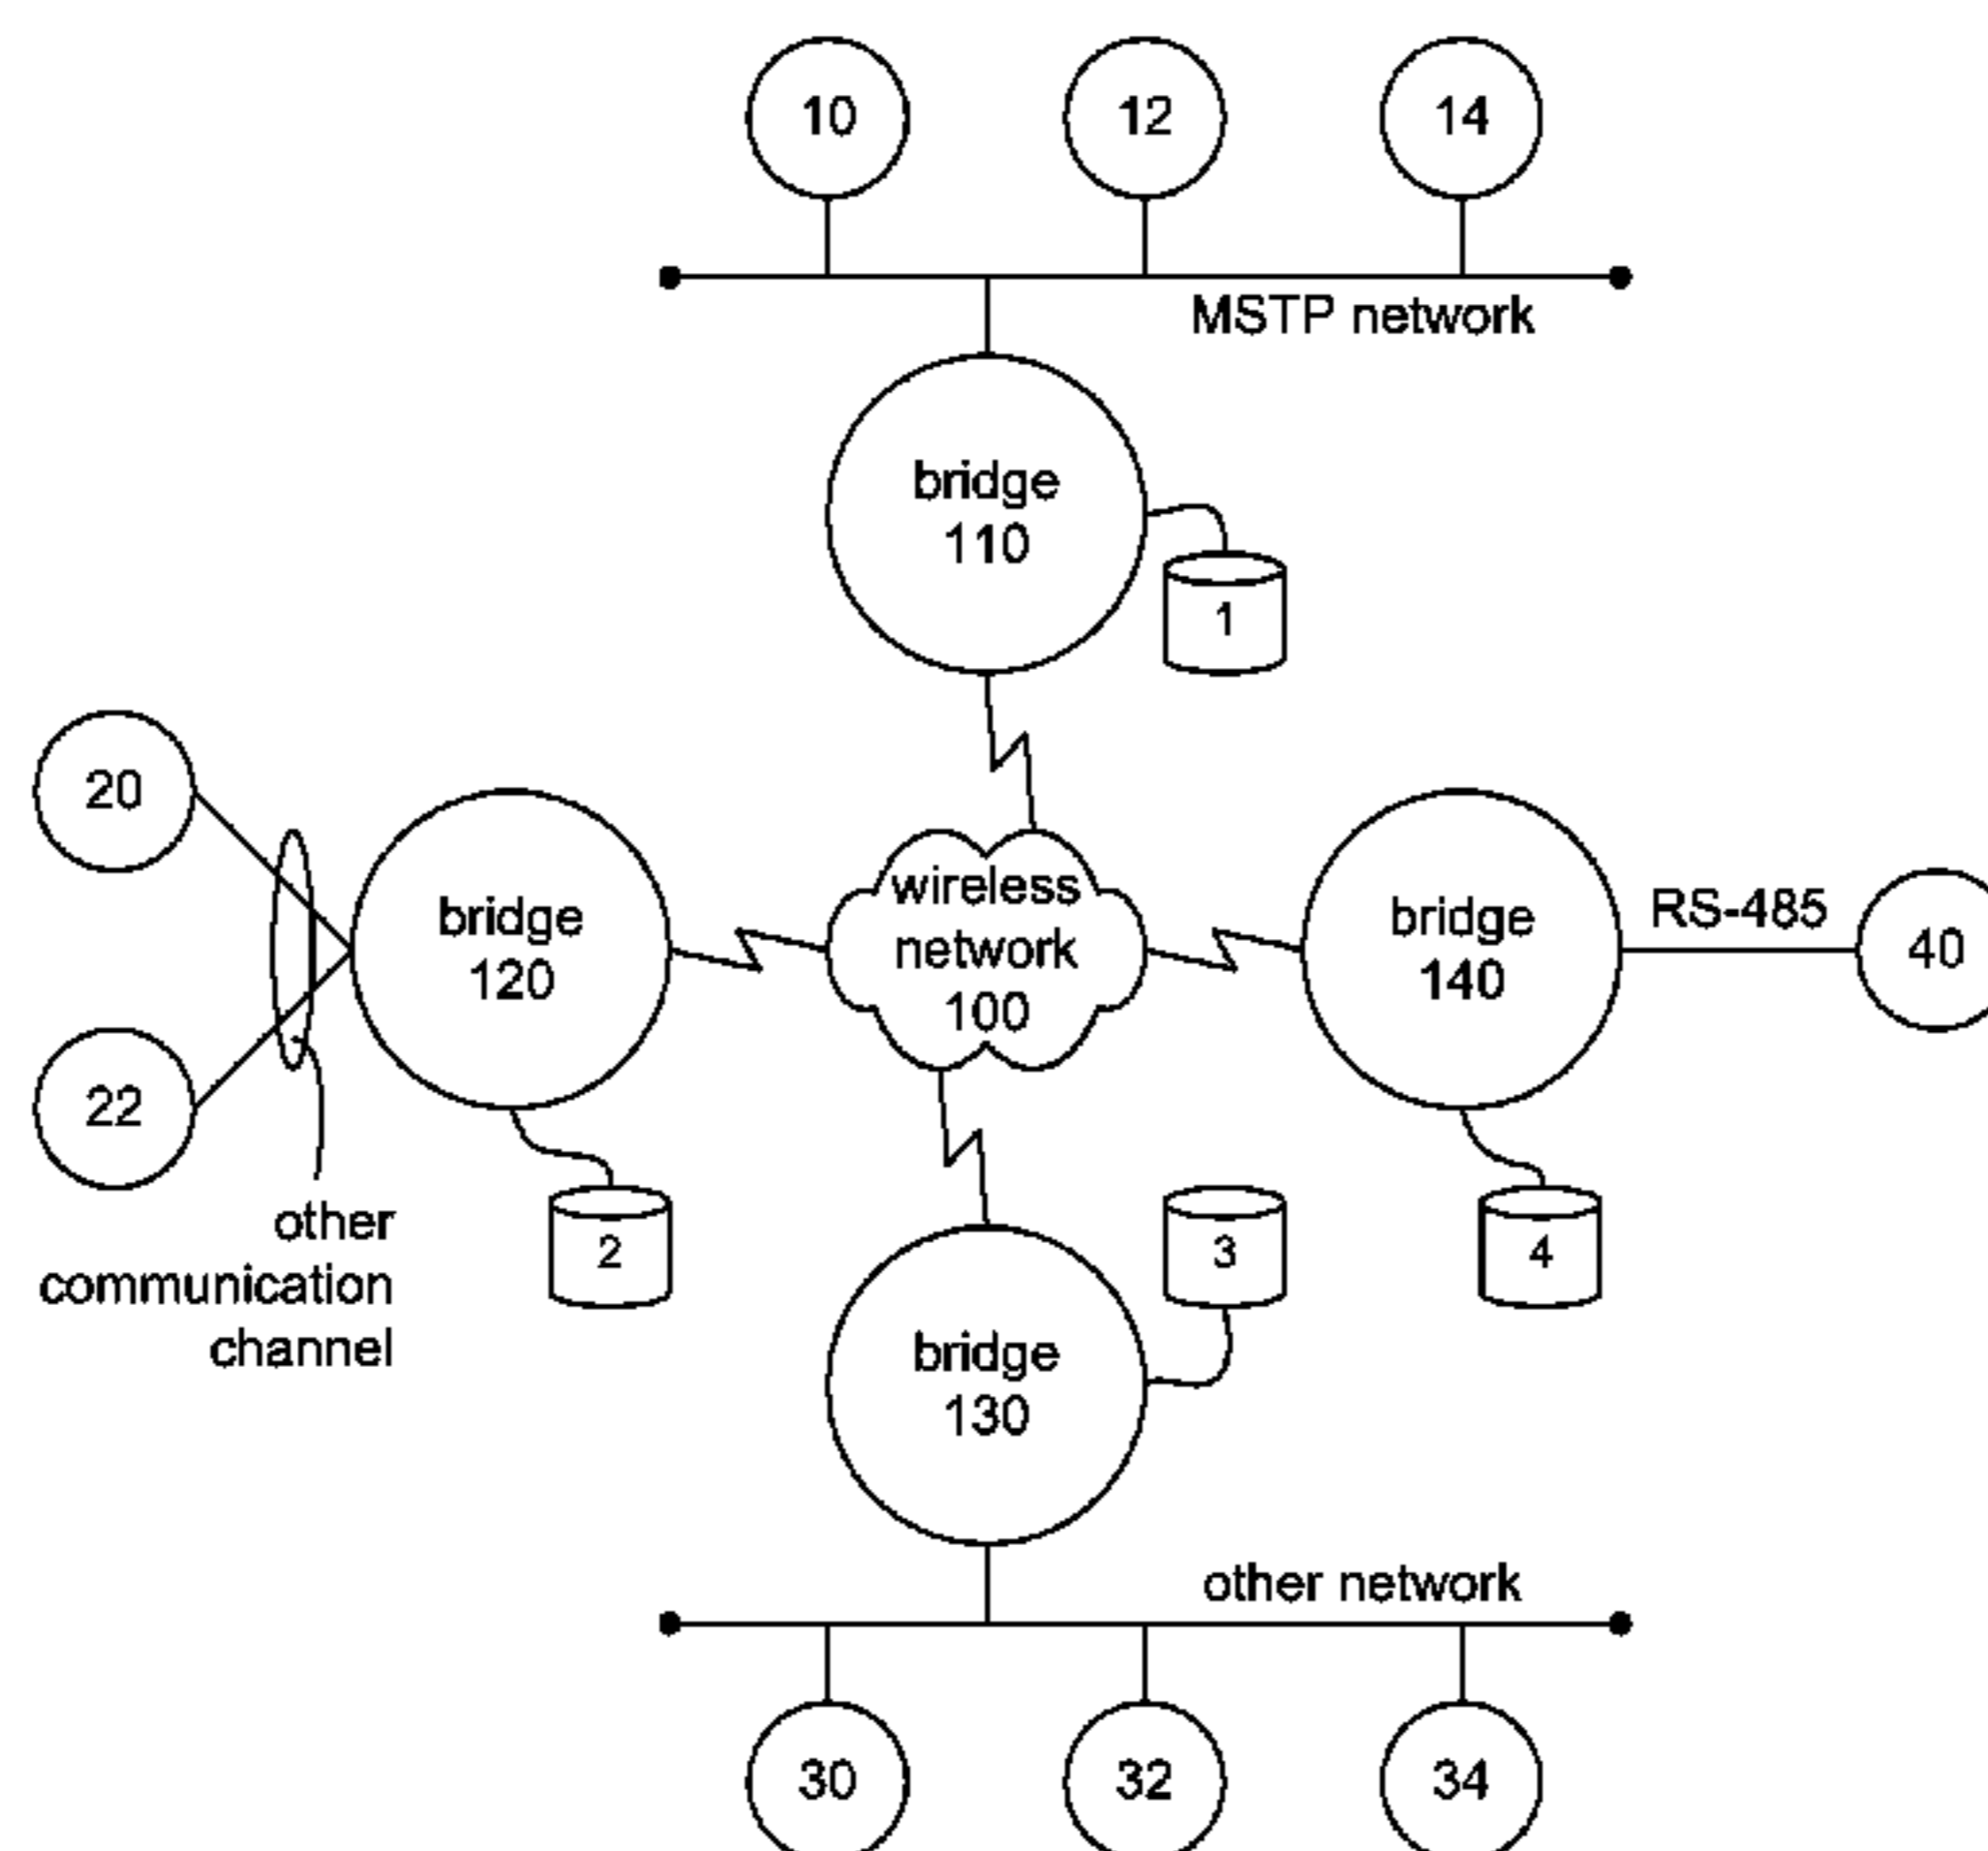 10
12
14
MSTP network
bridge
110
1
20
22
bridge
120
wireless
network
100
bridge
140
RS-485
40
other
communication
channel
2
3
4
bridge
130
other network
30
32
34